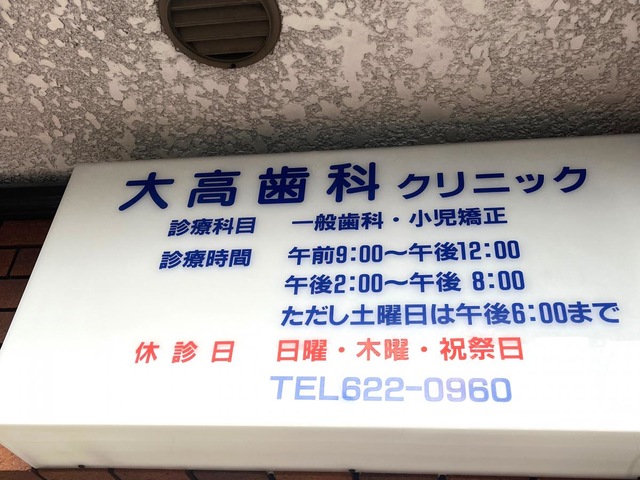 大高歯科クリニック
診療科目 一般歯科・小児矯正
診療時間 午前9:00～午後12:00
午後2:00～午後 8:00
ただし土曜日は午後6:00まで
休診日 日曜・木曜・祝祭日
TEL622-0960